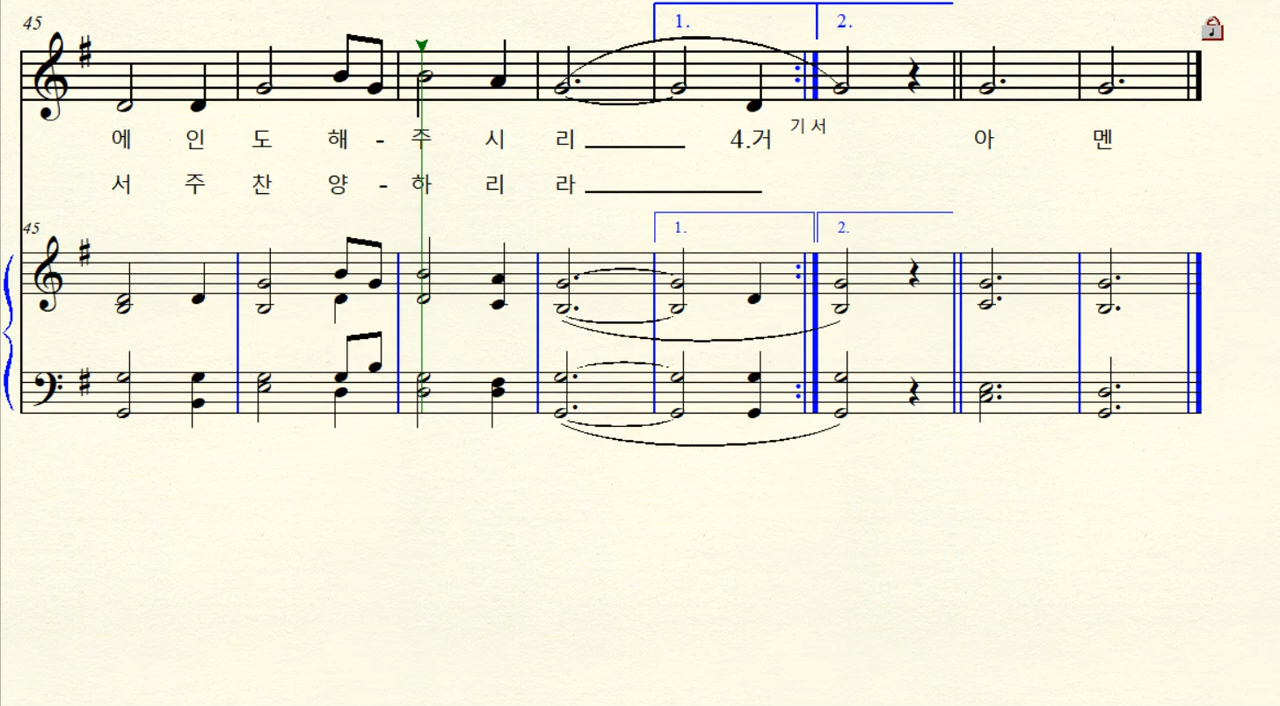 45
1. 2.
에 인 도 해 - 주 시 리 4.거 기 서 아 멘
서 주 찬 양 - 하 리 라
45
1. 2.